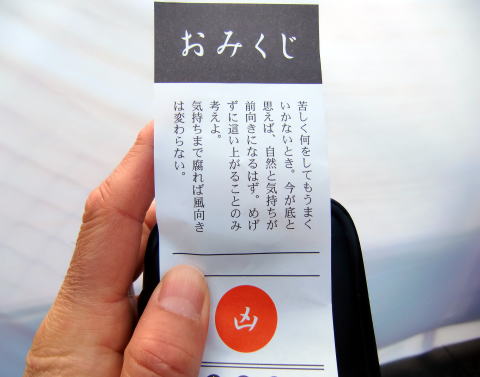 おみくじ
苦しく何をしてもうまく
いかないとき。今が底と
思えば、自然と気持ちが
前向きになるはず。めげ
ずに這い上がることのみ
考えよ。
気持ちまで腐れば風向き
は変わらない。
凶